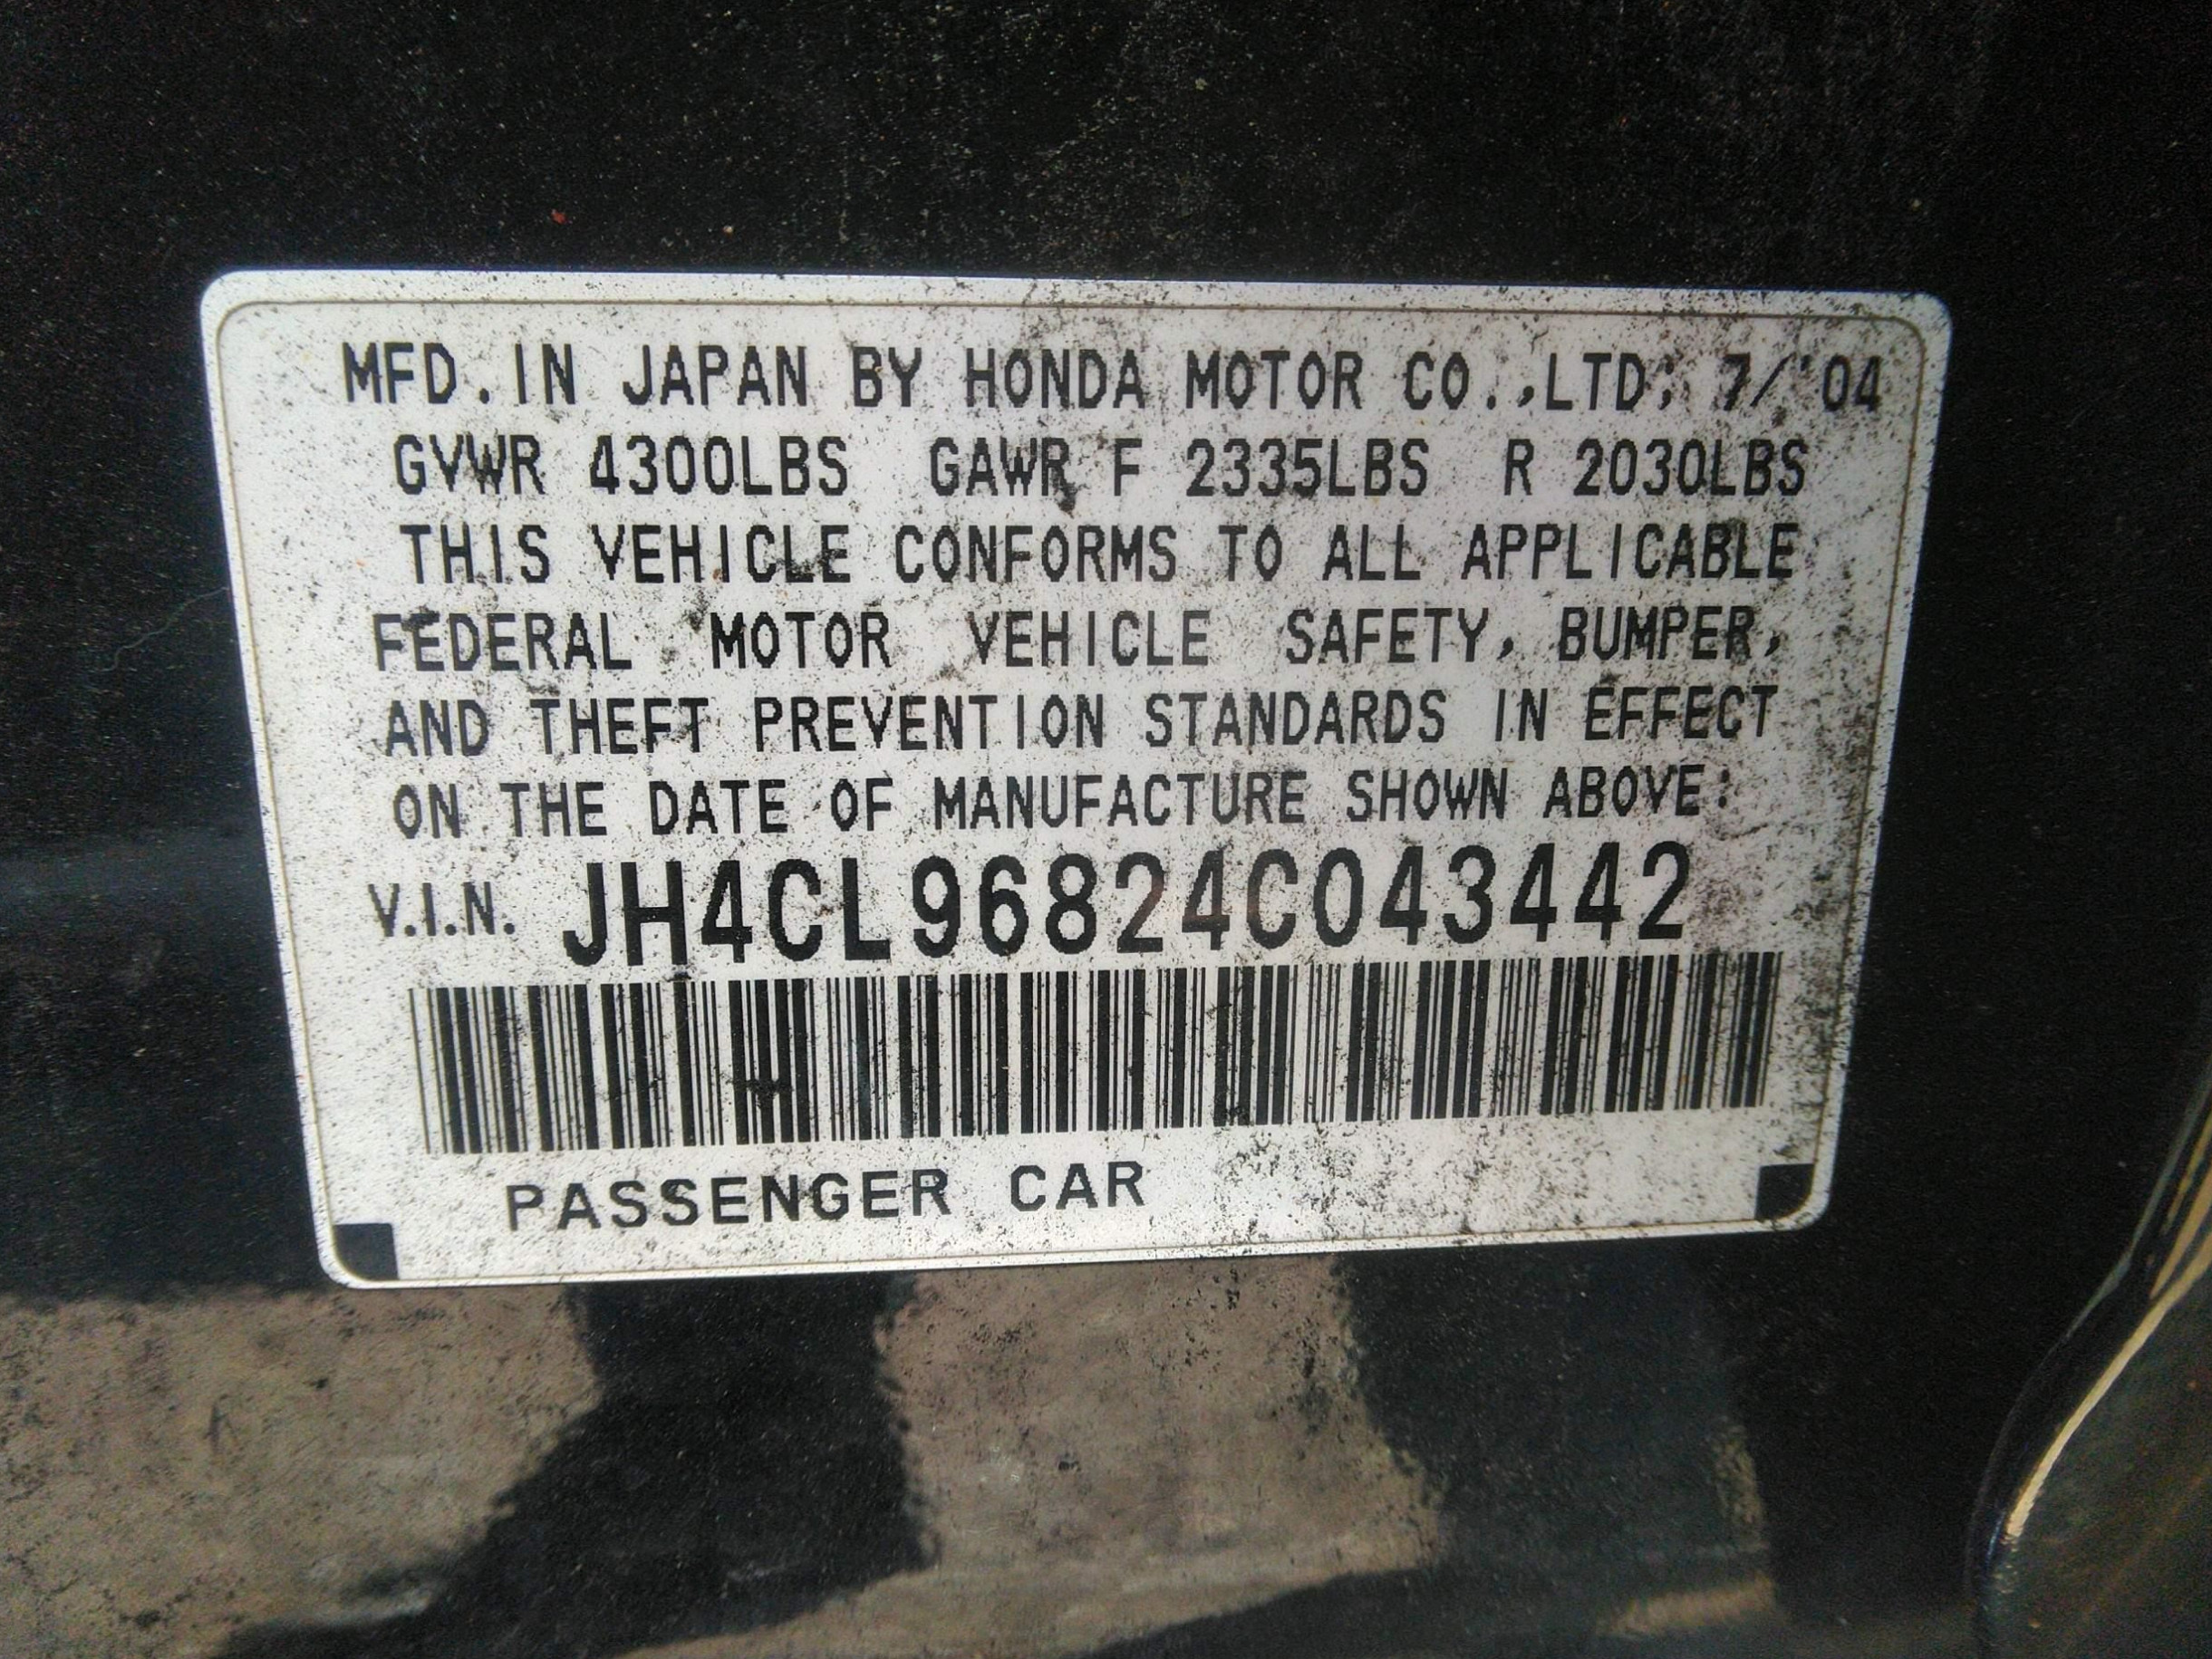 MFD. IN JAPAN BY HONDA MOTOR CO.,LTD; 7/'04
GVWR 4300LBS GAWR F 2335LBS R 2030LBS
THIS VEHICLE CONFORMS TO ALL APPLICABLE
FEDERAL MOTOR VEHICLE SAFETY, BUMPER,
AND THEFT PREVENTION STANDARDS IN EFFECT
ON THE DATE OF MANUFACTURE SHOWN ABOVE:
V.I.N. JH4CL96824C043442
PASSENGER CAR